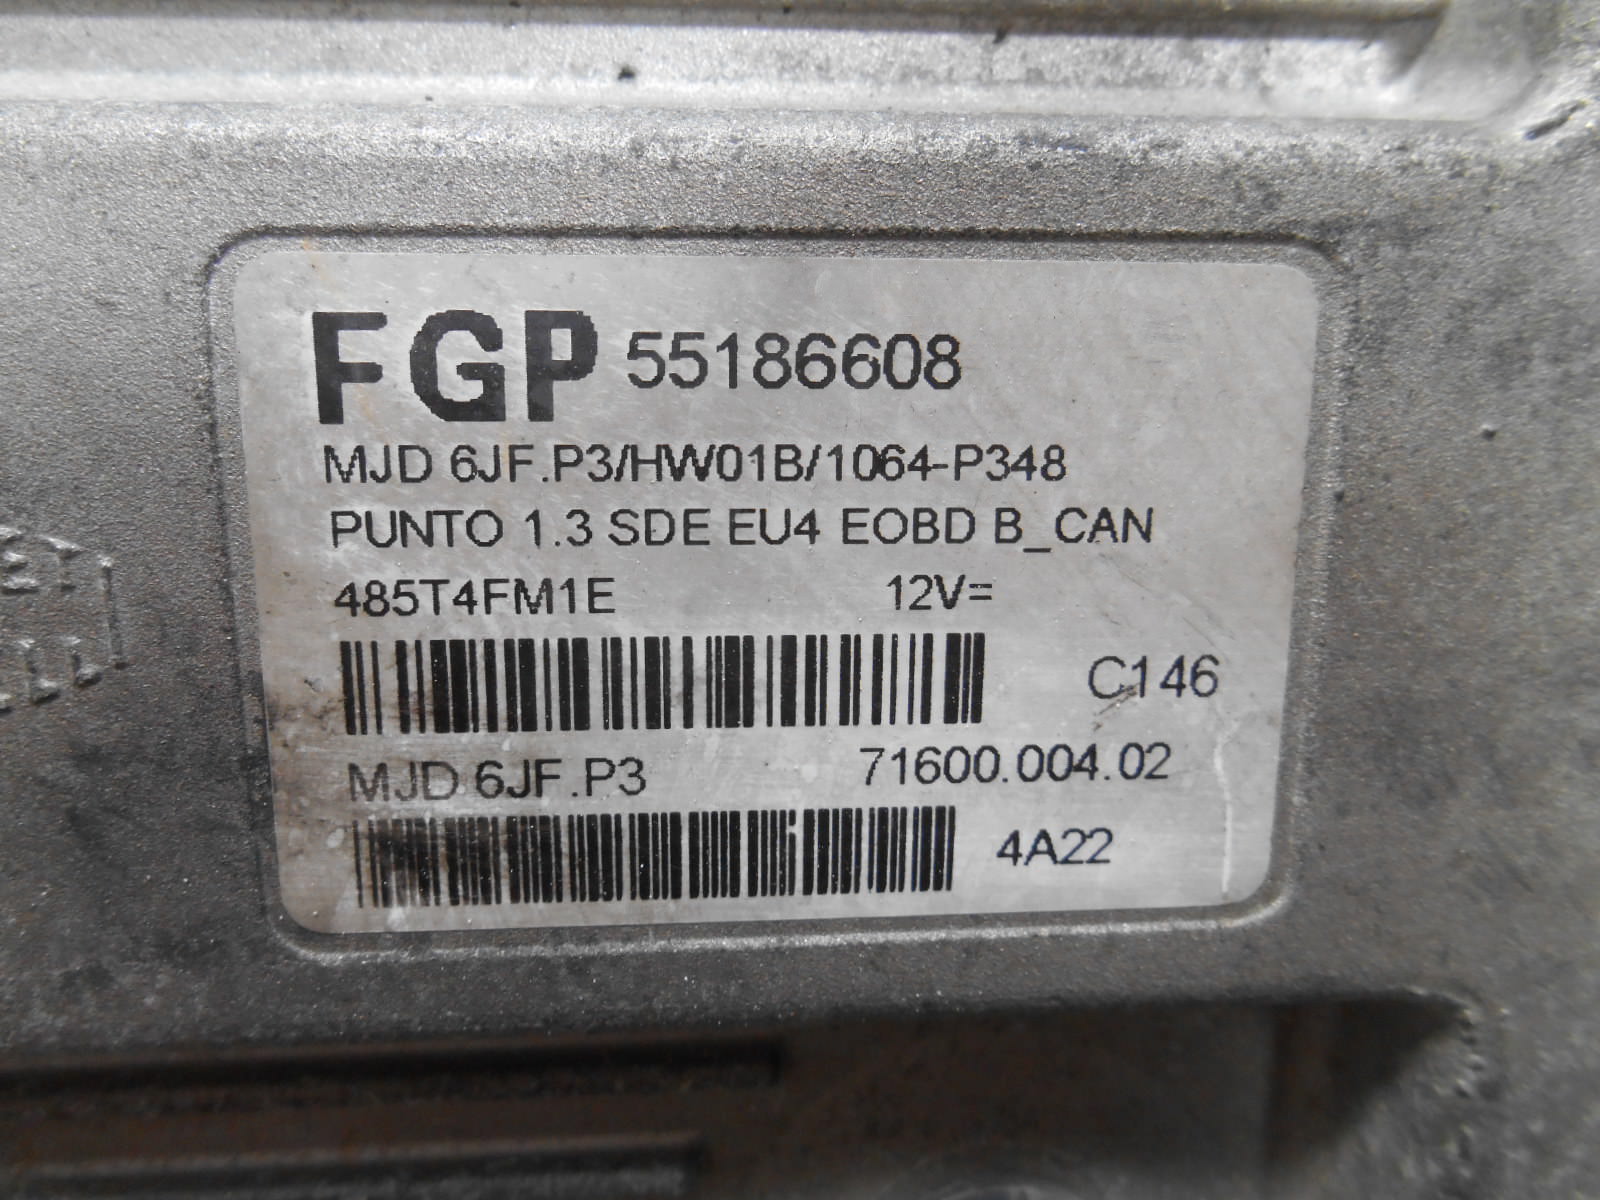 FGP 55186608
MJD 6JF.P3/HW01B/1064-P348
PUNTO 1.3 SDE EU4 EOBD B_CAN
485T4FM1E 12V=
C146
MJD 6JF.P3 71600.004.02
4A22